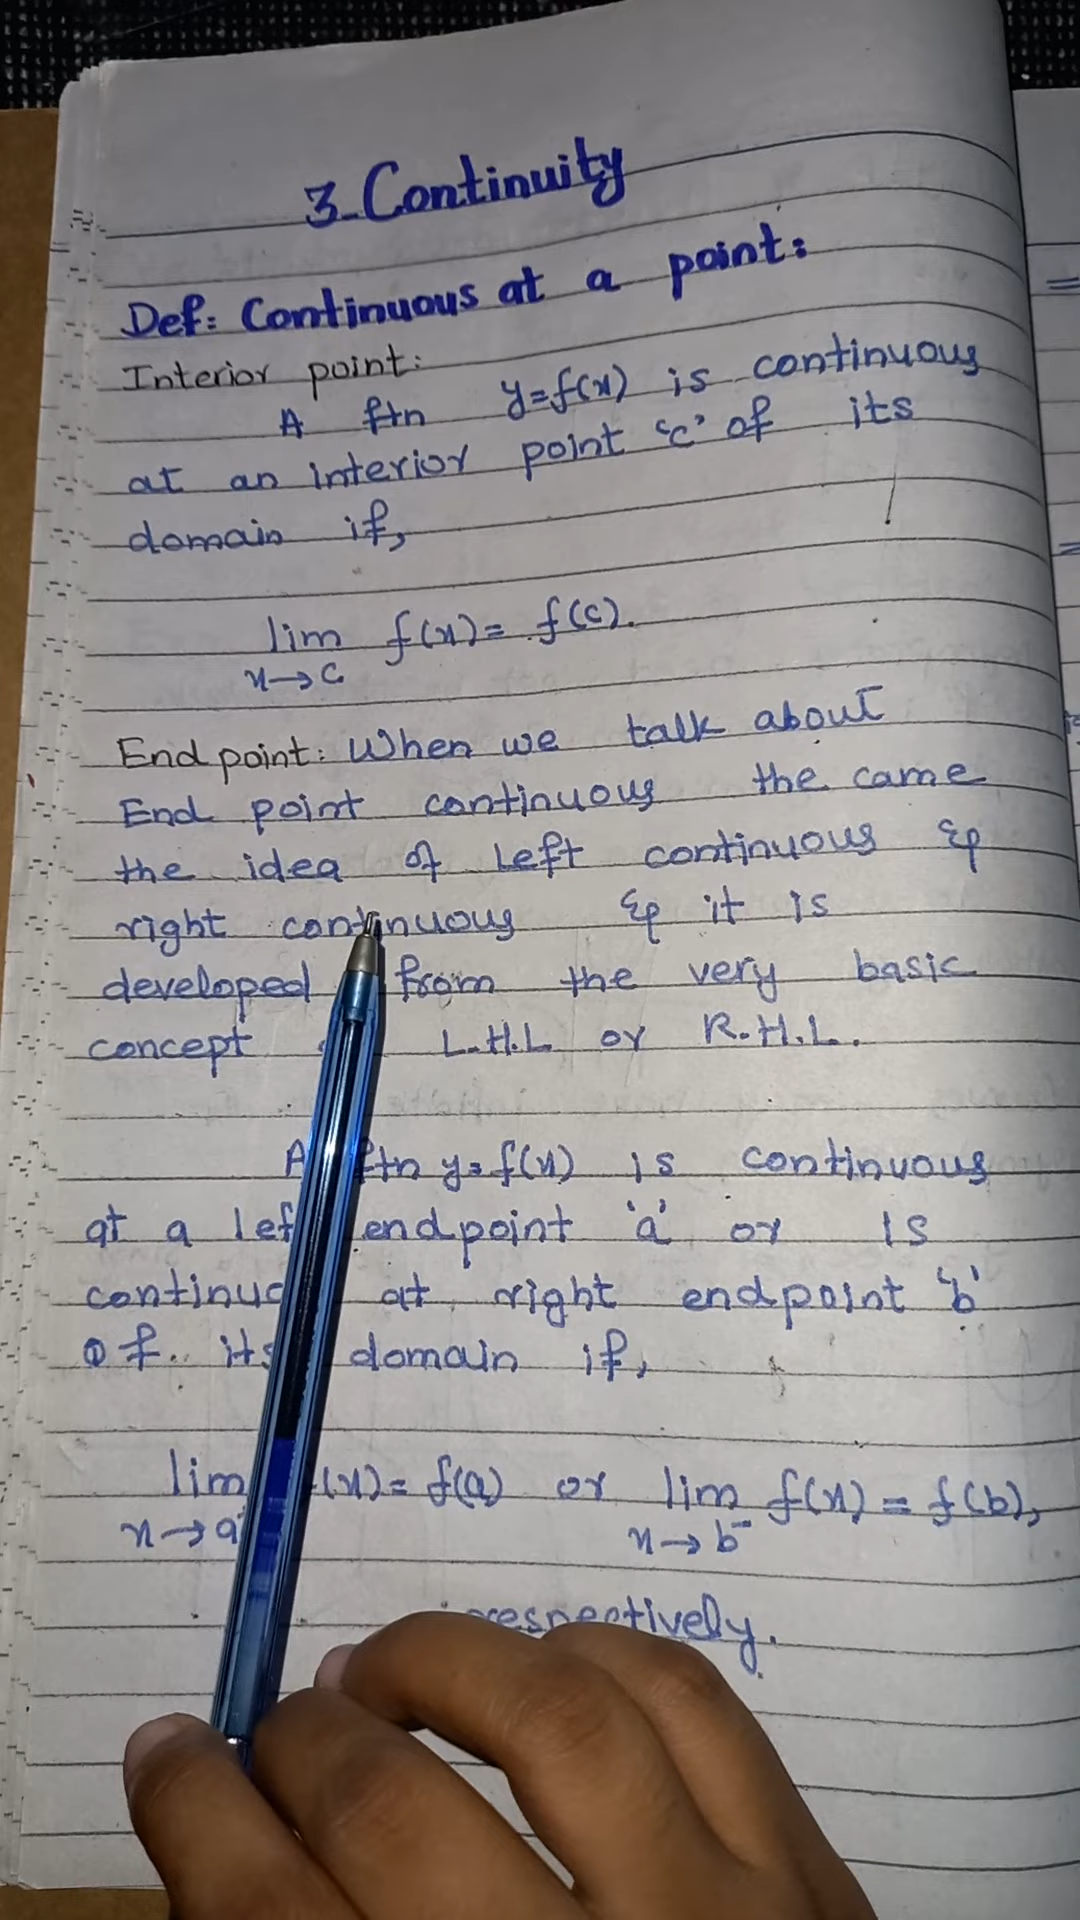 3. Continuity
Def: Continuous at a point:
Interior point:
A ftn y=f(x) is continuous
at an interior point 'c' of its
domain if,
lim f(x) = f(c).
x→c
End point: When we talk about
End point continuous the came
the idea of left continuous &
right continuous & it is
developed from the very basic
concept L.H.L or R.H.L.
A ftn y=f(x) is continuous
at a lef endpoint 'a' or is
continuo at right endpoint 'b'
of its domain if,
lim (x) = f(a) or lim f(x) = f(b),
x→a x→b⁻
respectively.